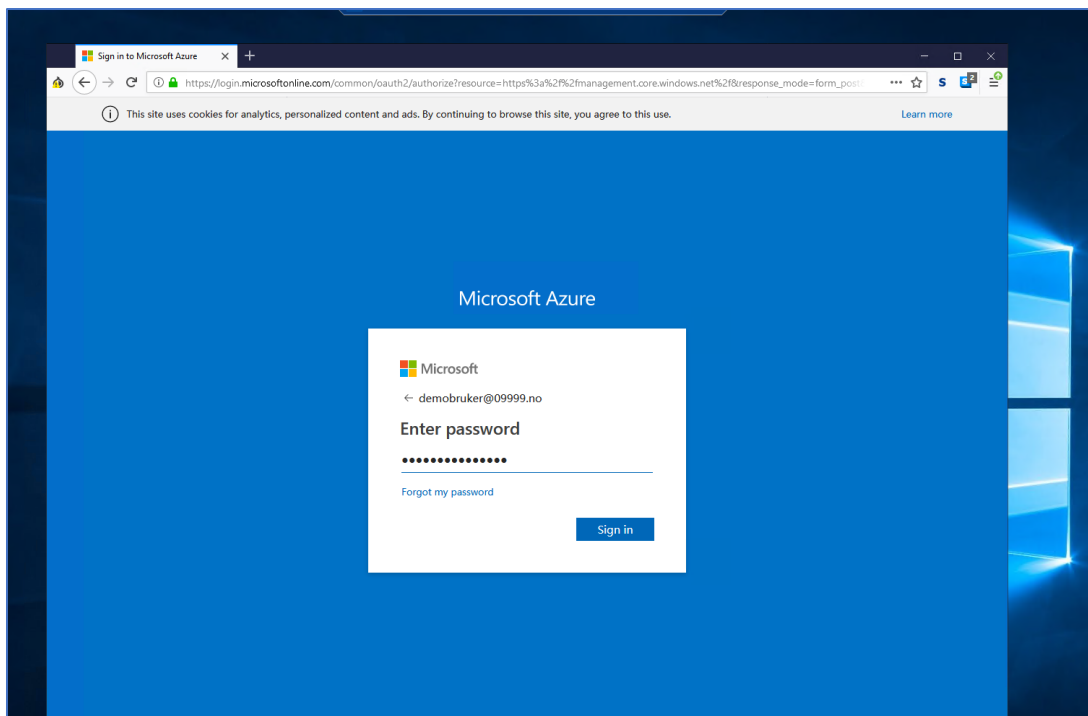 Sign in to Microsoft Azure
https://login.microsoftonline.com/common/oauth2/authorize?resource=https%3a%2f%2fmanagement.core.windows.net%2f&response_mode=form_post
S S 2
This site uses cookies for analytics, personalized content and ads. By continuing to browse this site, you agree to this use. Learn more
Microsoft Azure
Microsoft
demobruker@09999.no
Enter password
Forgot my password
Sign in